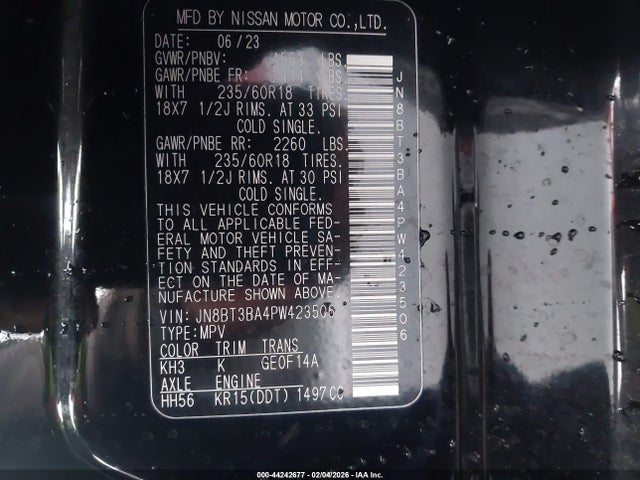 MFD BY NISSAN MOTOR CO.,LTD.
DATE: 06/23
GVWR/PNBV: LBS.
GAWR/PNBE FR: LBS.
WITH 235/60R18 TIRES.
18X7 1/2J RIMS. AT 33 PSI
COLD SINGLE.
GAWR/PNBE RR: 2260 LBS.
WITH 235/60R18 TIRES.
18X7 1/2J RIMS. AT 30 PSI
COLD SINGLE.
THIS VEHICLE CONFORMS
TO ALL APPLICABLE FED-
ERAL MOTOR VEHICLE SA-
FETY AND THEFT PREVEN-
TION STANDARDS IN EFF-
ECT ON THE DATE OF MA-
NUFACTURE SHOWN ABOVE.
VIN: JN8BT3BA4PW423506
TYPE: MPV
COLOR TRIM TRANS
KH3 K GE0F14A
AXLE ENGINE
HH56 KR15(DDT) 1497CC
JN8BT3BA4PW423506
000-44242677 - 02/04/2026 - IAA Inc.